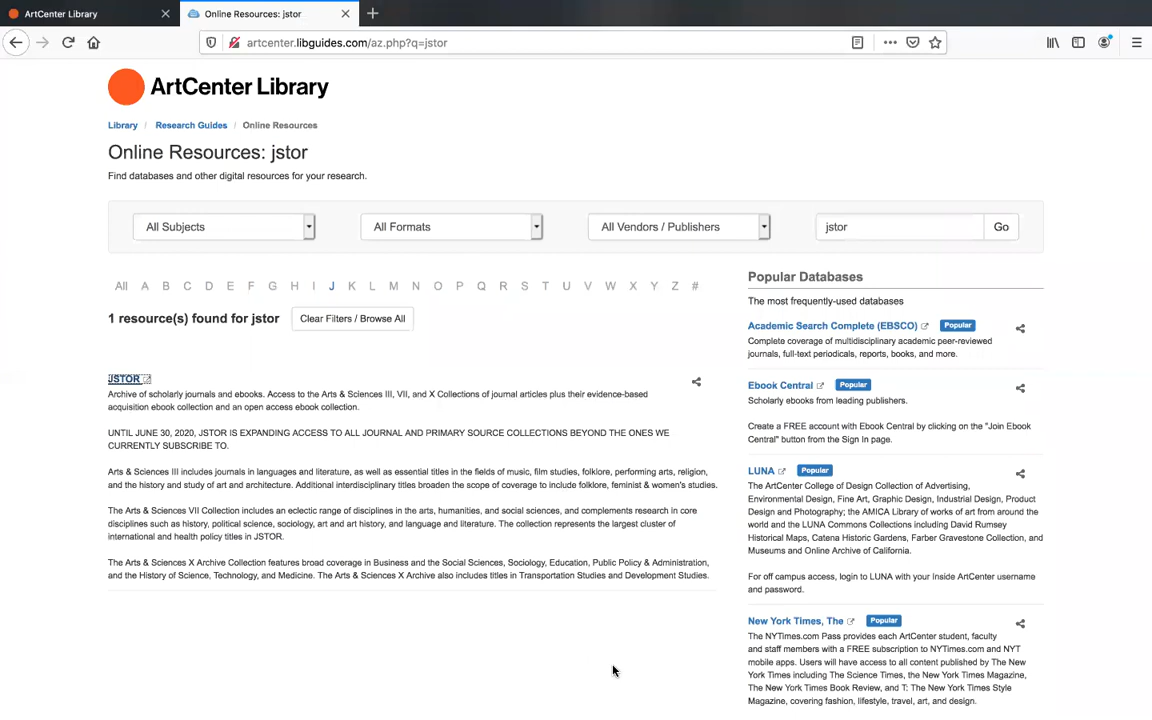 ArtCenter Library
Online Resources: jstor
artcenter.libguides.com/az.php?q=jstor
ArtCenter Library
Library / Research Guides / Online Resources
Online Resources: jstor
Find databases and other digital resources for your research.
All Subjects
All Formats
All Vendors / Publishers
jstor
Go
All A B C D E F G H I J K L M N O P Q R S T U V W X Y Z #
1 resource(s) found for jstor
Clear Filters / Browse All
JSTOR
Archive of scholarly journals and ebooks. Access to the Arts & Sciences III, VII, and X Collections of journal articles plus their evidence-based
acquisition ebook collection and an open access ebook collection.
UNTIL JUNE 30, 2020, JSTOR IS EXPANDING ACCESS TO ALL JOURNAL AND PRIMARY SOURCE COLLECTIONS BEYOND THE ONES WE
CURRENTLY SUBSCRIBE TO.
Arts & Sciences III includes journals in languages and literature, as well as essential titles in the fields of music, film studies, folklore, performing arts, religion,
and the history and study of art and architecture. Additional interdisciplinary titles broaden the scope of coverage to include folklore, feminist & women's studies.
The Arts & Sciences VII Collection includes an eclectic range of disciplines in the arts, humanities, and social sciences, and complements research in core
disciplines such as history, political science, sociology, art and art history, and language and literature. The collection represents the largest cluster of
international and health policy titles in JSTOR.
The Arts & Sciences X Archive Collection features broad coverage in Business and the Social Sciences, Sociology, Education, Public Policy & Administration,
and the History of Science, Technology, and Medicine. The Arts & Sciences X Archive also includes titles in Transportation Studies and Development Studies.
Popular Databases
The most frequently-used databases
Academic Search Complete (EBSCO) Popular
Complete coverage of multidisciplinary academic peer-reviewed
journals, full-text periodicals, reports, books, and more.
Ebook Central Popular
Scholarly ebooks from leading publishers.
Create a FREE account with Ebook Central by clicking on the "Join Ebook
Central" button from the Sign In page.
LUNA Popular
The ArtCenter College of Design Collection of Advertising,
Environmental Design, Fine Art, Graphic Design, Industrial Design, Product
Design and Photography; the AMICA Library of works of art from around the
world and the LUNA Commons Collections including David Rumsey
Historical Maps, Catena Historic Gardens, Farber Gravestone Collection, and
Museums and Online Archive of California.
For off campus access, login to LUNA with your Inside ArtCenter username
and password.
New York Times, The Popular
The NYTimes.com Pass provides each ArtCenter student, faculty
and staff members with a FREE subscription to NYTimes.com and NYT
mobile apps. Users will have access to all content published by The New
York Times including The Science Times, the New York Times Magazine,
The New York Times Book Review, and T: The New York Times Style
Magazine, covering fashion, lifestyle, travel, art, and design.